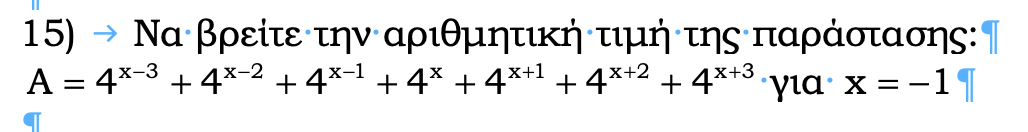 15) → Να βρείτε την αριθμητική τιμή της παράστασης:¶
A = 4^{x−3} + 4^{x−2} + 4^{x−1} + 4^{x} + 4^{x+1} + 4^{x+2} + 4^{x+3} για x = −1¶
¶